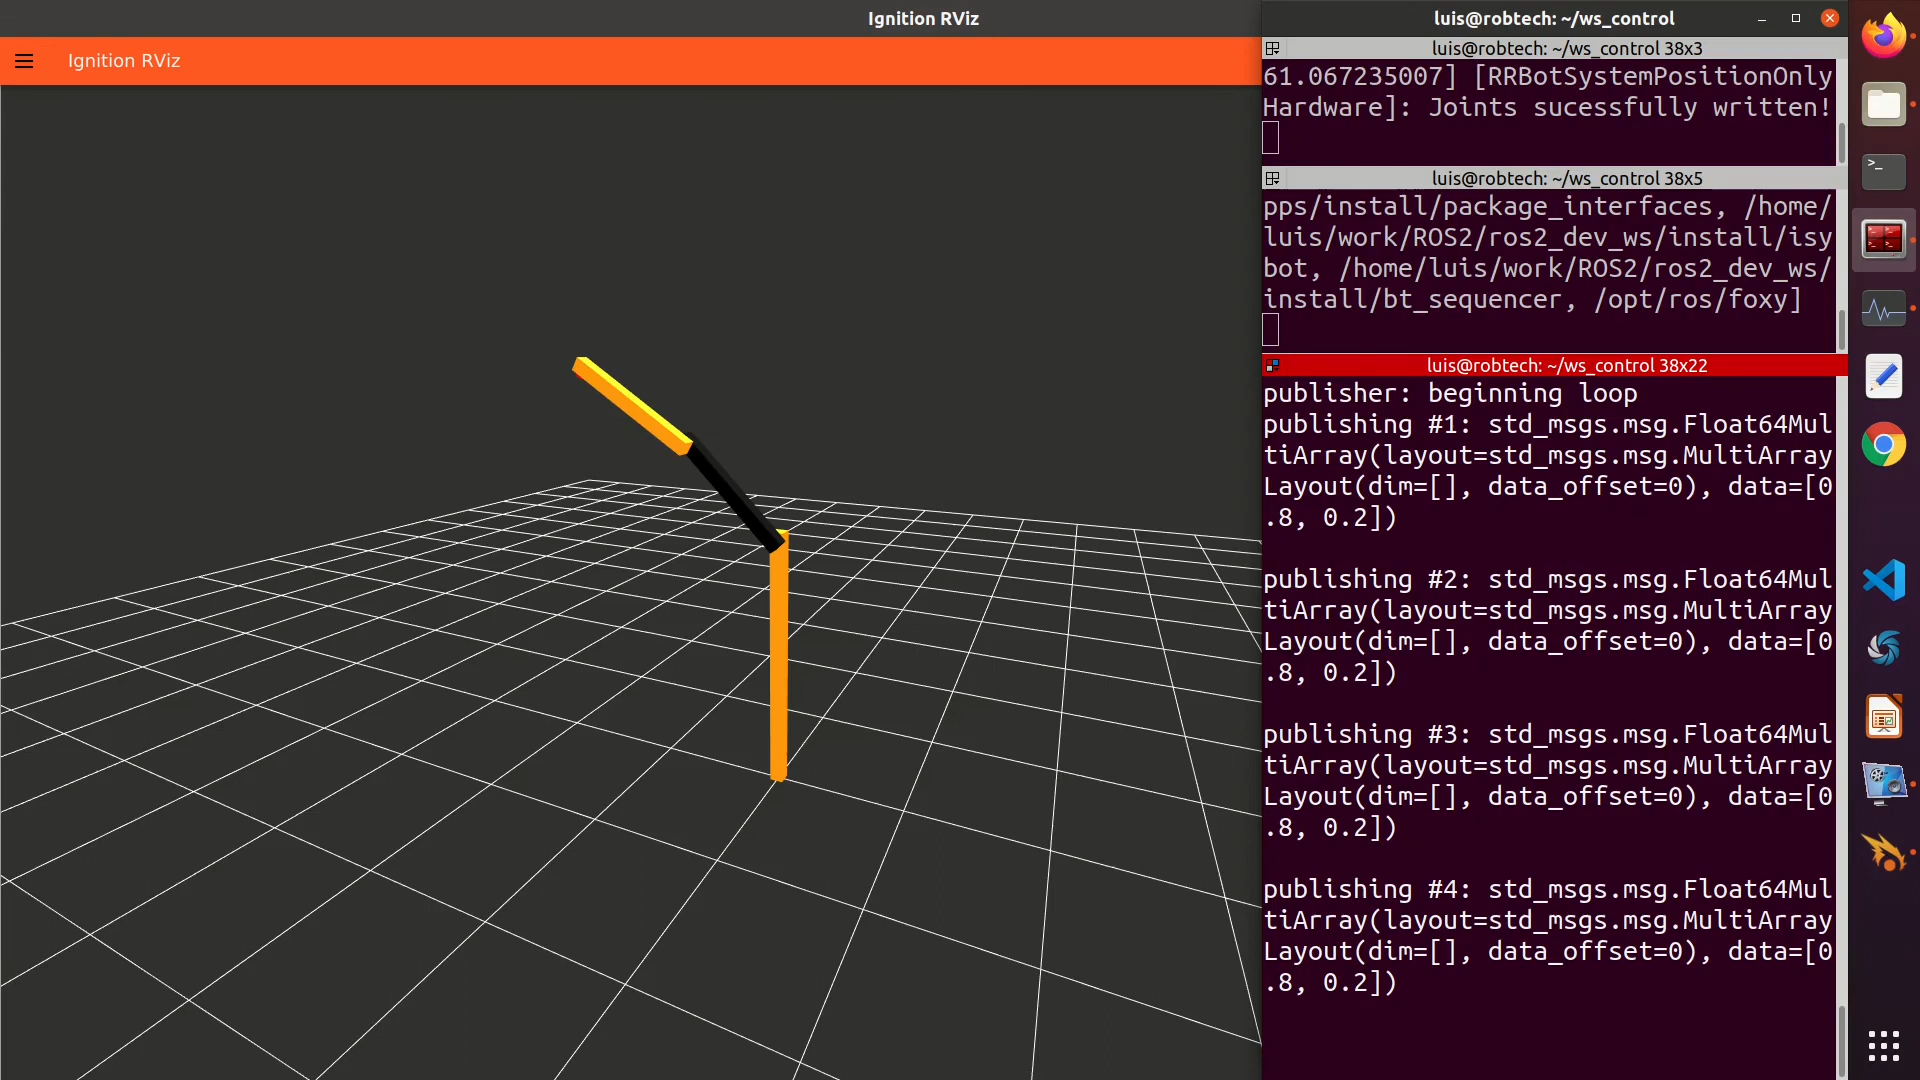 Ignition RViz
Ignition RViz
luis@robtech: ~/ws_control
luis@robtech: ~/ws_control 38x3
61.067235007] [RRBotSystemPositionOnly
Hardware]: Joints sucessfully written!
luis@robtech: ~/ws_control 38x5
pps/install/package_interfaces, /home/
luis/work/ROS2/ros2_dev_ws/install/isy
bot, /home/luis/work/ROS2/ros2_dev_ws/
install/bt_sequencer, /opt/ros/foxy]
luis@robtech: ~/ws_control 38x22
publisher: beginning loop
publishing #1: std_msgs.msg.Float64Mul
tiArray(layout=std_msgs.msg.MultiArray
Layout(dim=[], data_offset=0), data=[0
.8, 0.2])
publishing #2: std_msgs.msg.Float64Mul
tiArray(layout=std_msgs.msg.MultiArray
Layout(dim=[], data_offset=0), data=[0
.8, 0.2])
publishing #3: std_msgs.msg.Float64Mul
tiArray(layout=std_msgs.msg.MultiArray
Layout(dim=[], data_offset=0), data=[0
.8, 0.2])
publishing #4: std_msgs.msg.Float64Mul
tiArray(layout=std_msgs.msg.MultiArray
Layout(dim=[], data_offset=0), data=[0
.8, 0.2])